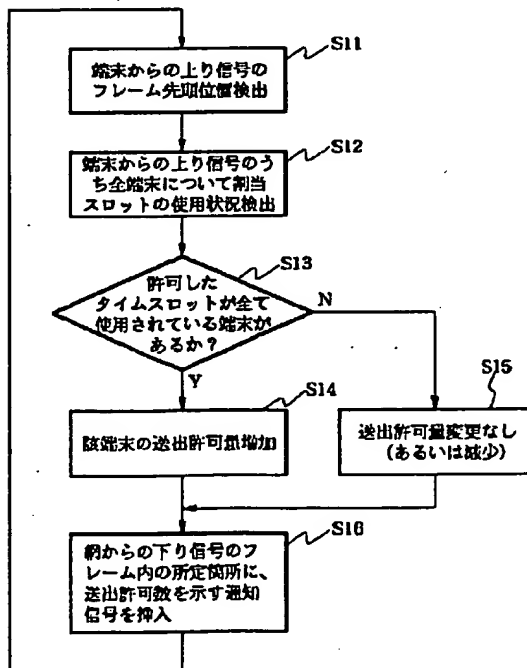 S11
端末からの上り信号の
フレーム先頭位置検出
S12
端末からの上り信号のう
ち全端末について割当
スロットの使用状況検出
S13
許可した
タイムスロットが全て
使用されている端末が
あるか？
N
Y
S14
該端末の送出許可量増加
S15
送出許可量変更なし
(あるいは減少)
S16
網からの下り信号のフ
レーム内の所定箇所に、
送出許可数を示す通知
信号を挿入